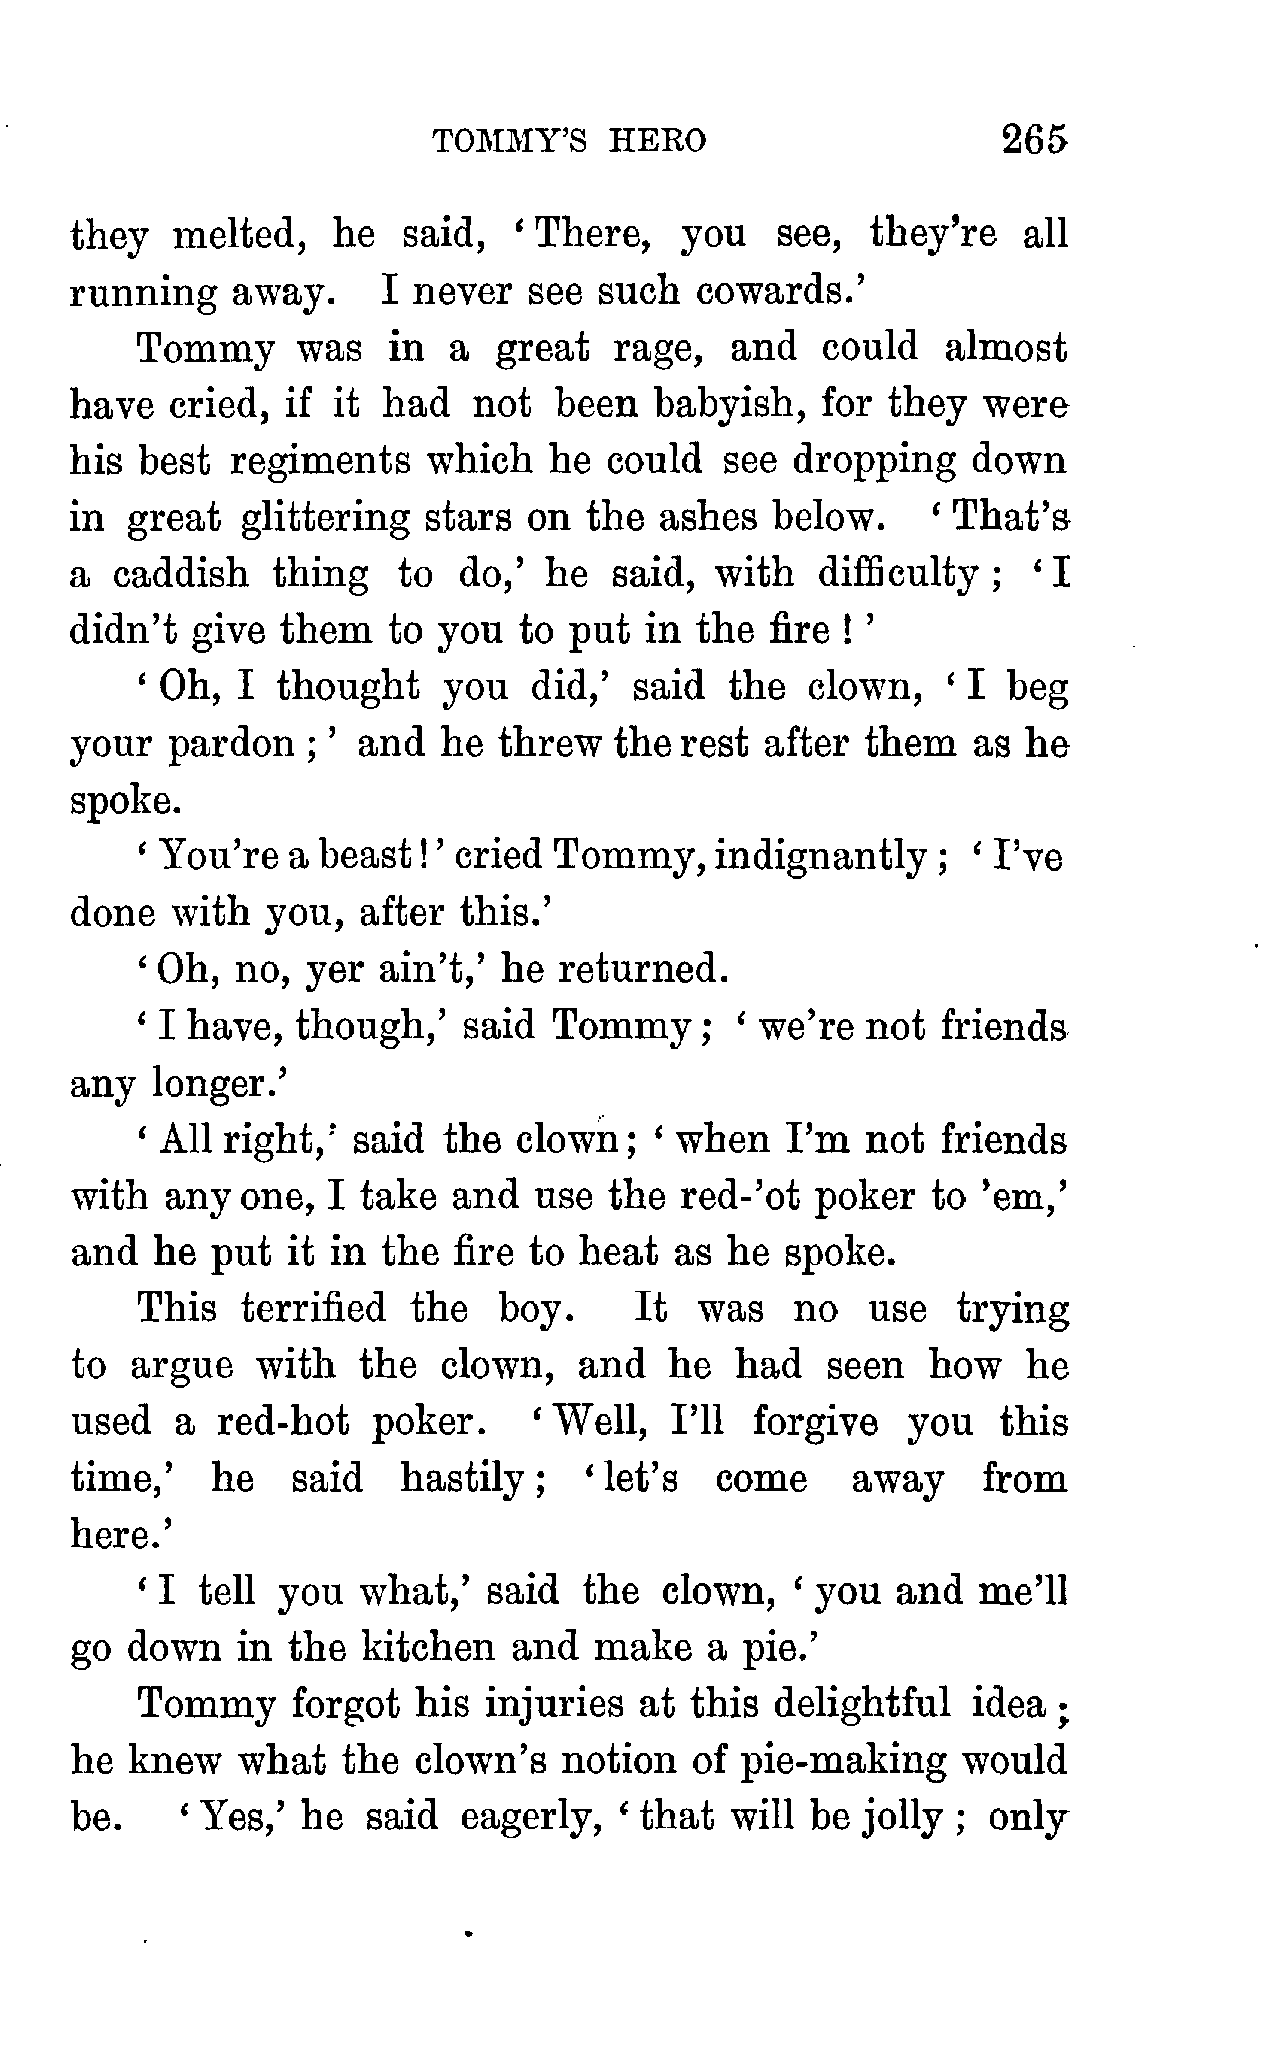 TOMMY'S HERO 265
they melted, he said, ‘There, you see, they're all
running away. I never see such cowards.’
Tommy was in a great rage, and could almost
have cried, if it had not been babyish, for they were
his best regiments which he could see dropping down
in great glittering stars on the ashes below. ‘That's
a caddish thing to do,’ he said, with difficulty; ‘I
didn't give them to you to put in the fire!’
‘Oh, I thought you did,’ said the clown, ‘I beg
your pardon;’ and he threw the rest after them as he
spoke.
‘You're a beast!’ cried Tommy, indignantly; ‘I've
done with you, after this.’
‘Oh, no, yer ain't,’ he returned.
‘I have, though,’ said Tommy; ‘we're not friends
any longer.’
‘All right,’ said the clown; ‘when I'm not friends
with any one, I take and use the red-'ot poker to 'em,’
and he put it in the fire to heat as he spoke.
This terrified the boy. It was no use trying
to argue with the clown, and he had seen how he
used a red-hot poker. ‘Well, I'll forgive you this
time,’ he said hastily; ‘let's come away from
here.’
‘I tell you what,’ said the clown, ‘you and me'll
go down in the kitchen and make a pie.’
Tommy forgot his injuries at this delightful idea;
he knew what the clown's notion of pie-making would
be. ‘Yes,’ he said eagerly, ‘that will be jolly; only